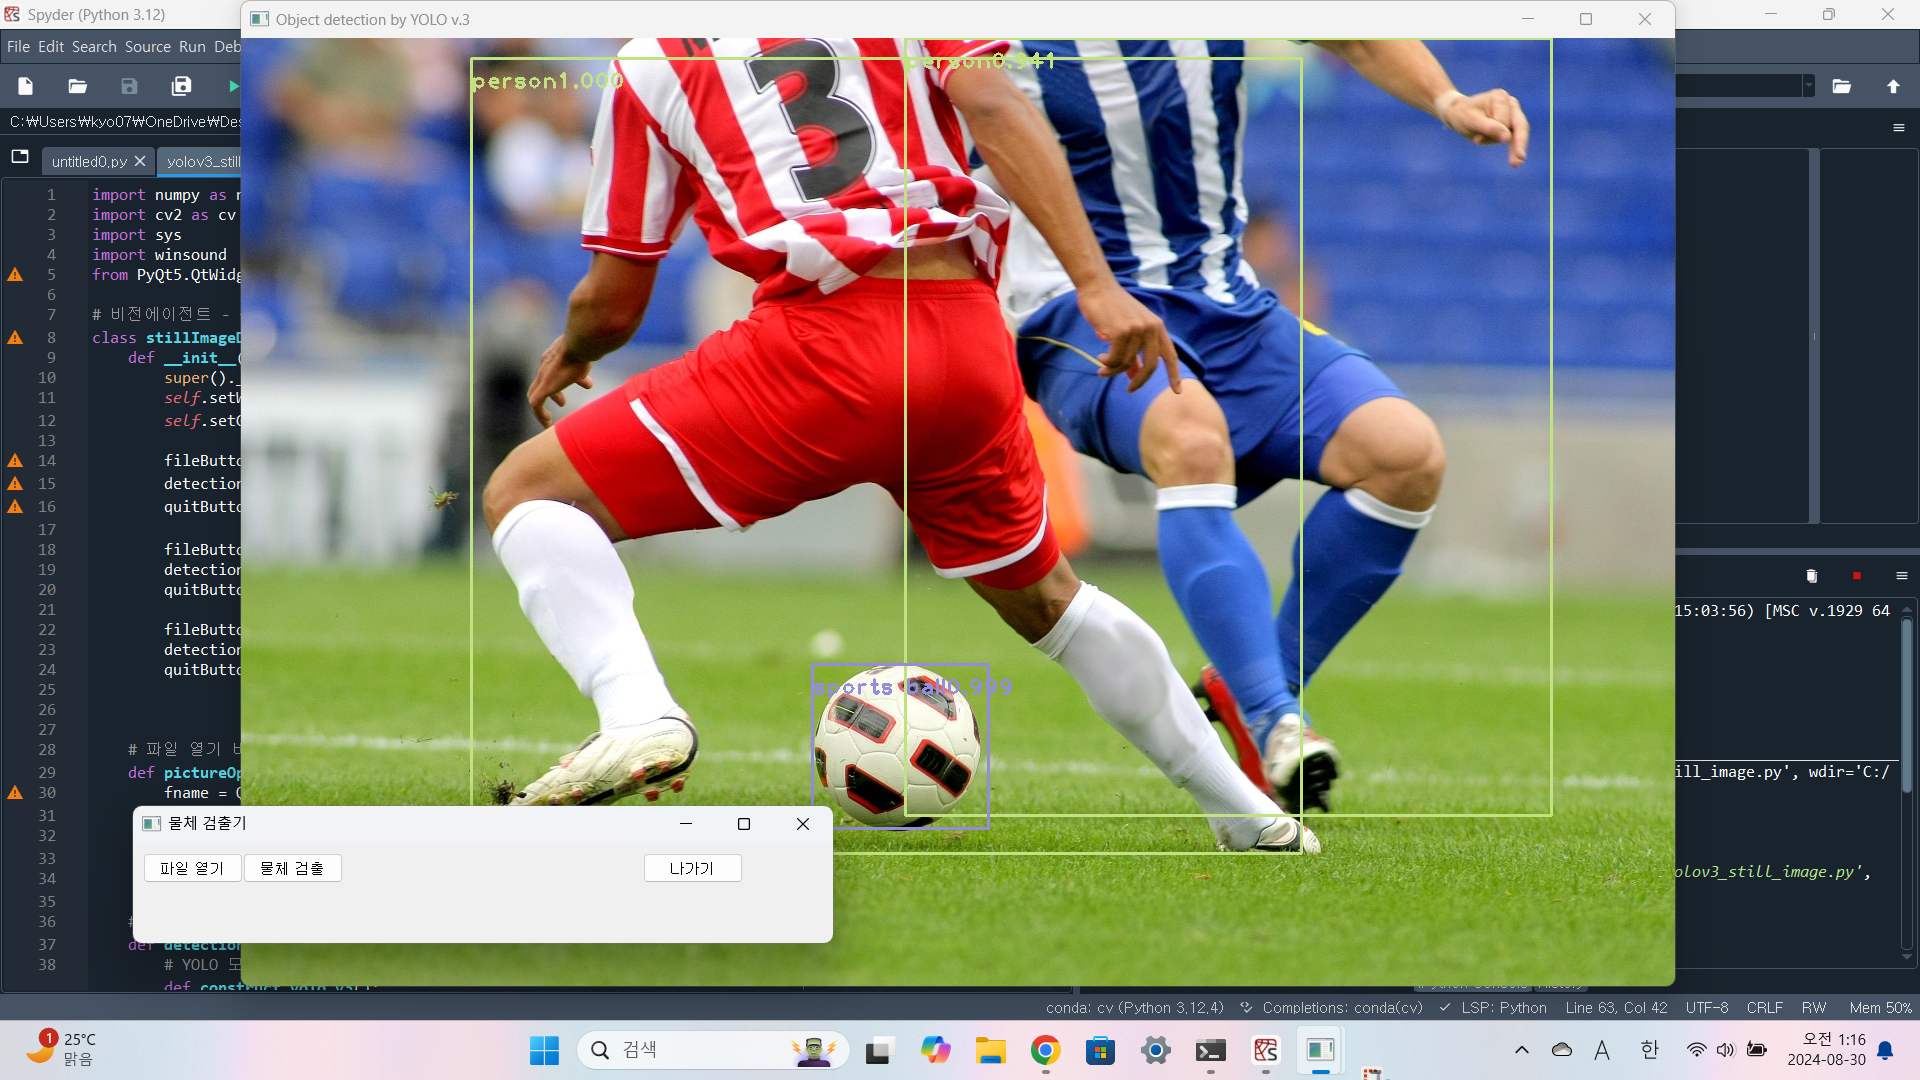 Spyder (Python 3.12)
Object detection by YOLO v.3
File Edit Search Source Run Deb
C:₩Users₩kyo07₩OneDrive₩Des
untitled0.py
yolov3_still
1 import numpy as n
2 import cv2 as cv
3 import sys
4 import winsound
5 from PyQt5.QtWidg
6
7 # 비전에이전트 -
8 class stillImageD
9 def __init__(
10 super()._
11 self.setW
12 self.setG
13
14 fileButto
15 detection
16 quitButto
17
18 fileButto
19 detection
20 quitButto
21
22 fileButto
23 detection
24 quitButto
25
26
27
28 # 파일 열기 버
29 def pictureOp
30 fname = Q
31
32
33
34
35
36 #
37 def detection
38 # YOLO 모
def construct_yolo_v3():
person1.000
person0.941
3
sports ball0.999
15:03:56) [MSC v.1929 64
ill_image.py', wdir='C:/
olov3_still_image.py',
물체 검출기
파일 열기
물체 검출
나가기
IPython Console History
conda: cv (Python 3.12.4) Completions: conda(cv) LSP: Python Line 63, Col 42 UTF-8 CRLF RW Mem 50%
1
25°C
맑음
검색
A
한
오전 1:16
2024-08-30